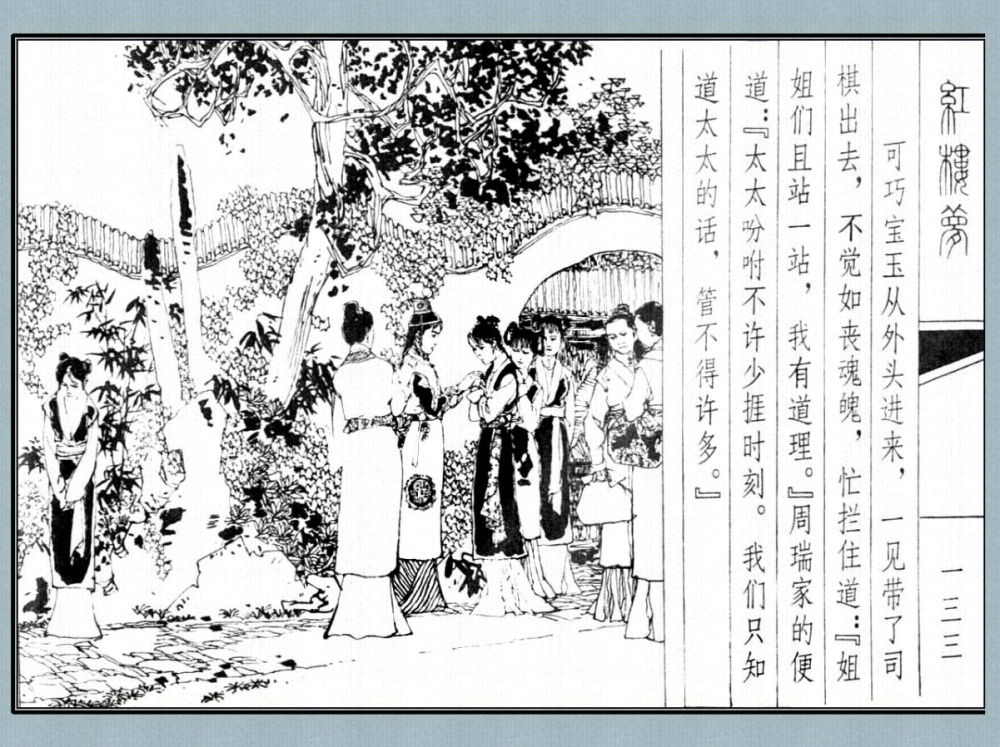 红楼梦
一三三
可巧宝玉从外头进来，一见带了司
棋出去，不觉如丧魂魄，忙拦住道：『姐
姐们且站一站，我有道理。』周瑞家的便
道：『太太吩咐不许少捱时刻。我们只知
道太太的话，管不得许多。』